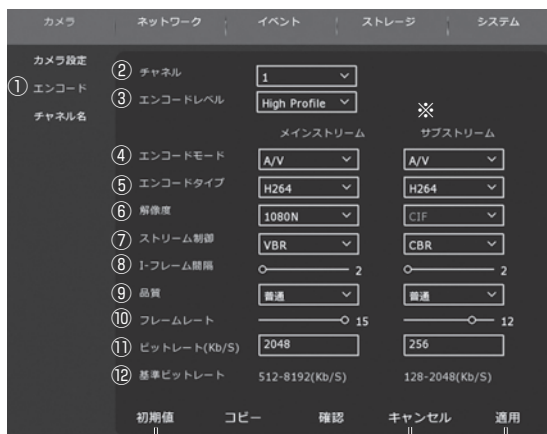 カメラ ネットワーク イベント ストレージ システム
カメラ設定
① エンコード
チャネル名
② チャネル 1
③ エンコードレベル High Profile ※
メインストリーム サブストリーム
④ エンコードモード A/V A/V
⑤ エンコードタイプ H264 H264
⑥ 解像度 1080N CIF
⑦ ストリーム制御 VBR CBR
⑧ I-フレーム間隔 2 2
⑨ 品質 普通 普通
⑩ フレームレート 15 12
⑪ ビットレート(Kb/S) 2048 256
⑫ 基準ビットレート 512-8192(Kb/S) 128-2048(Kb/S)
初期値 コピー 確認 キャンセル 適用